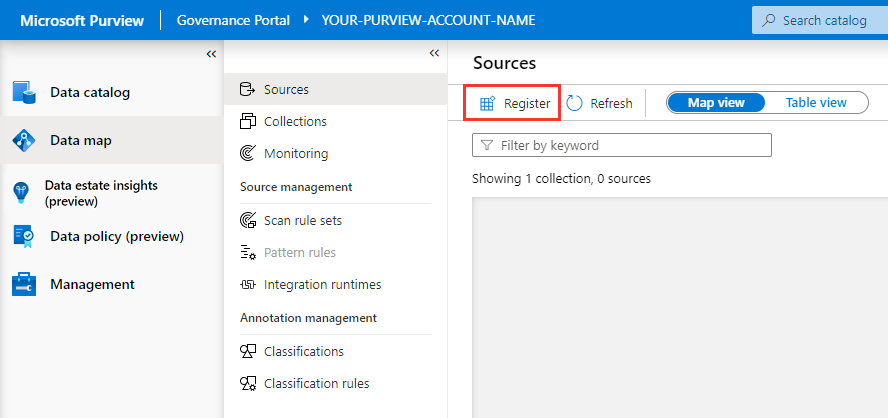 Microsoft Purview
Governance Portal
YOUR-PURVIEW-ACCOUNT-NAME
Search catalog
Data catalog
Data map
Data estate insights
(preview)
Data policy (preview)
Management
Sources
Collections
Monitoring
Source management
Scan rule sets
Pattern rules
Integration runtimes
Annotation management
Classifications
Classification rules
Sources
Register
Refresh
Map view
Table view
Filter by keyword
Showing 1 collection, 0 sources